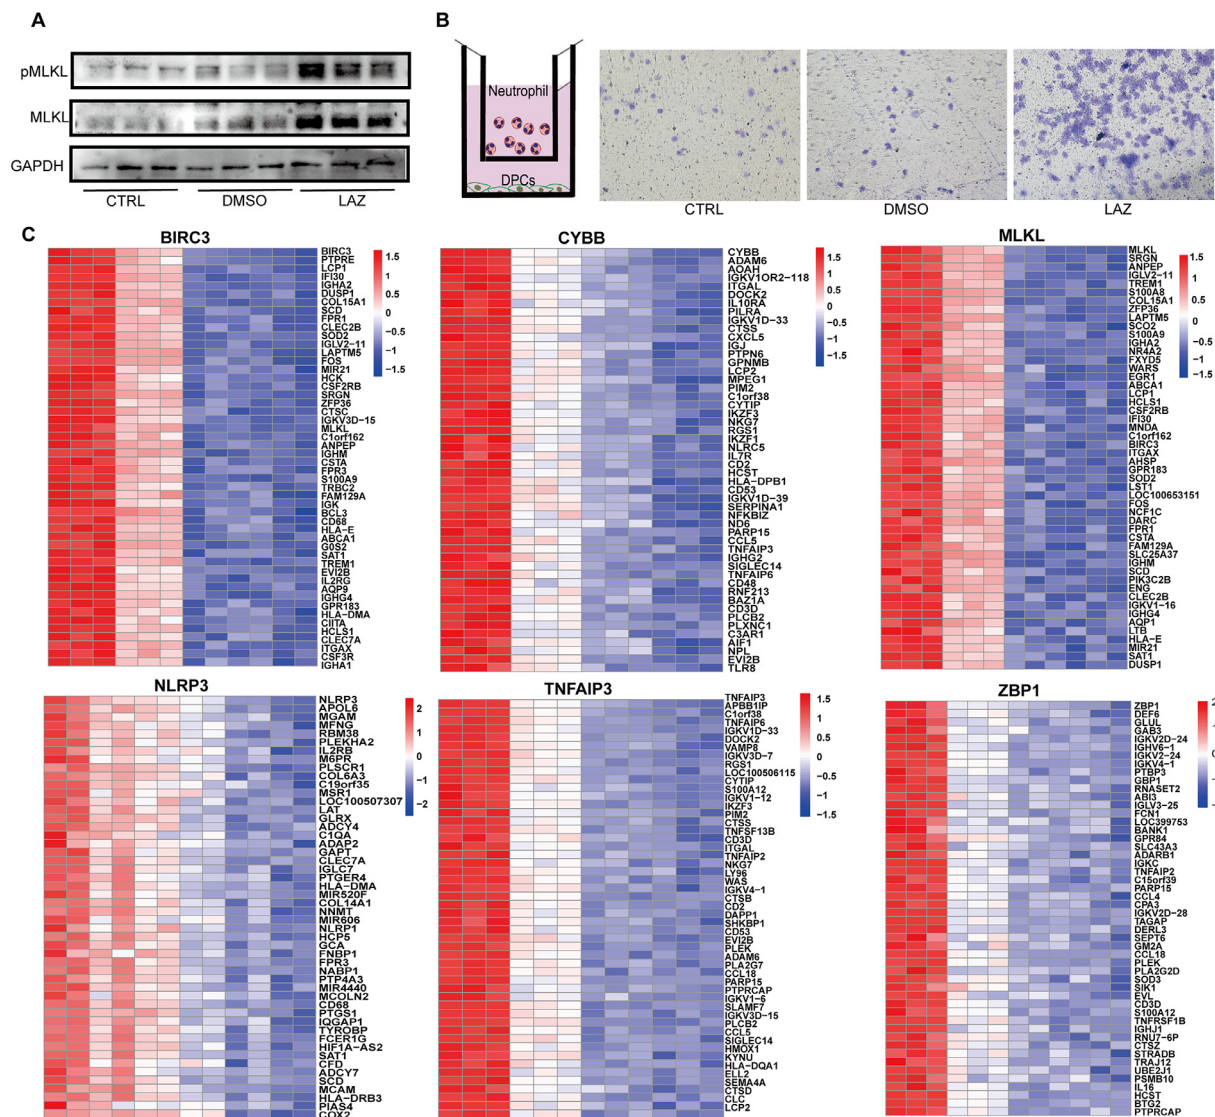 A
pMLKL
MLKL
GAPDH
CTRL
DMSO
LAZ
B
Neutrophil
DPCs
CTRL
DMSO
LAZ
C
BIRC3
BIRC3
PTPRE
LCP1
IFI30
IGHA2
DUSP1
COL15A1
SCD
FPR1
CLEC2B
SOD2
IGLV2-11
LAPTM5
FOS
MIR21
HCK
CSF2RB
SRGN
ZFP36
CTSC
IGKV3D-15
MLKL
C1orf162
ANPEP
IGHM
CSTA
FPR3
S100A9
TRBC2
FAM129A
IGK
BCL3
CD68
HLA-E
ABCA1
G0S2
SAT1
TREM1
EVI2B
IL2RG
AQP9
IGHG4
GPR183
HLA-DMA
CIITA
HCLS1
CLEC7A
ITGAX
CSF3R
IGHA1
1.5
1
0.5
0
-0.5
-1
-1.5
CYBB
CYBB
ADAM6
AOAH
IGKV1OR2-118
ITGAL
DOCK2
IL10RA
PILRA
IGKV1D-33
CTSS
CXCL5
IGJ
PTPN6
GPNMB
LCP2
MPEG1
PIM2
C1orf38
CYTIP
IKZF3
NKG7
RGS1
IKZF1
NLRC5
IL7R
CD2
HCST
HLA-DPB1
CD53
IGKV1D-39
SERPINA1
NFKBIZ
ND6
PARP15
CCL5
TNFAIP3
IGHG2
SIGLEC14
TNFAIP6
CD48
RNF213
BAZ1A
CD3D
PLCB2
PLXNC1
C3AR1
AIF1
NPL
EVI2B
TLR8
1.5
1
0.5
0
-0.5
-1
-1.5
MLKL
MLKL
SRGN
ANPEP
IGLV2-11
TREM1
S100A8
COL15A1
ZFP36
LAPTM5
SCO2
S100A9
IGHA2
NR4A2
FXYD5
WARS
EGR1
ABCA1
LCP1
HCLS1
CSF2RB
IFI30
MNDA
C1orf162
BIRC3
ITGAX
AHSP
GPR183
SOD2
LST1
LOC100653151
FOS
NCF1C
DARC
FPR1
CSTA
FAM129A
SLC25A37
IGHM
SCD
PIK3C2B
ENG
CLEC2B
IGKV1-16
IGHG4
AQP1
LTB
HLA-E
MIR21
SAT1
DUSP1
1.5
1
0.5
0
-0.5
-1
-1.5
NLRP3
NLRP3
APOL6
MGAM
MFNG
RBM38
PLEKHA2
IL2RB
M6PR
PLSCR1
COL6A3
C19orf35
MSR1
LOC100507307
LAT
GLRX
ADCY4
C1QA
ADAP2
GAPT
CLEC7A
IGLC7
PTGER4
HLA-DMA
MIR520F
COL14A1
NNMT
MIR606
NLRP1
HCP5
GCA
FNBP1
FPR3
NABP1
PTP4A3
MIR4440
MCOLN2
CD68
PTGS1
IQGAP1
TYROBP
FCER1G
HIF1A-AS2
SAT1
CFD
ADCY7
SCD
MCAM
HLA-DRB3
PIAS4
COX2
2
1
0
-1
-2
TNFAIP3
TNFAIP3
APBB1IP
C1orf38
TNFAIP6
IGKV1D-33
DOCK2
VAMP8
IGKV3D-7
RGS1
LOC100506115
CYTIP
S100A12
IGKV1-12
IKZF3
PIM2
CTSS
TNFSF13B
CD3D
ITGAL
TNFAIP2
NKG7
LY96
WAS
IGKV4-1
CTSB
CD2
DAPP1
SHKBP1
CD53
EVI2B
PLEK
ADAM6
PLA2G7
CCL18
PARP15
PTPRCAP
IGKV1-6
SLAMF7
IGKV3D-15
PLCB2
CCL5
SIGLEC14
HMOX1
KYNU
HLA-DQA1
ELL2
SEMA4A
CTSD
CLC
LCP2
1.5
1
0.5
0
-0.5
-1
-1.5
ZBP1
ZBP1
DEF6
GLUL
GAB3
IGKV2D-24
IGHV6-1
IGKV2-24
IGKV4-1
PTBP3
GBP1
RNASET2
ABI3
IGLV3-25
FCN1
LOC399753
BANK1
GPR84
SLC43A3
ADARB1
IGKC
TNFAIP2
C15orf39
PARP15
CCL4
CPA3
IGKV2D-28
TAGAP
DERL3
SEPT6
GM2A
CCL18
PLEK
PLA2G2D
SOD3
SIK1
EVL
CD3D
S100A12
TNFRSF1B
IGHJ1
RNU7-6P
CTSZ
STRADB
TRAJ12
UBE2J1
PSMB10
IL16
HCST
BTG2
PTPRCAP
2
1
0